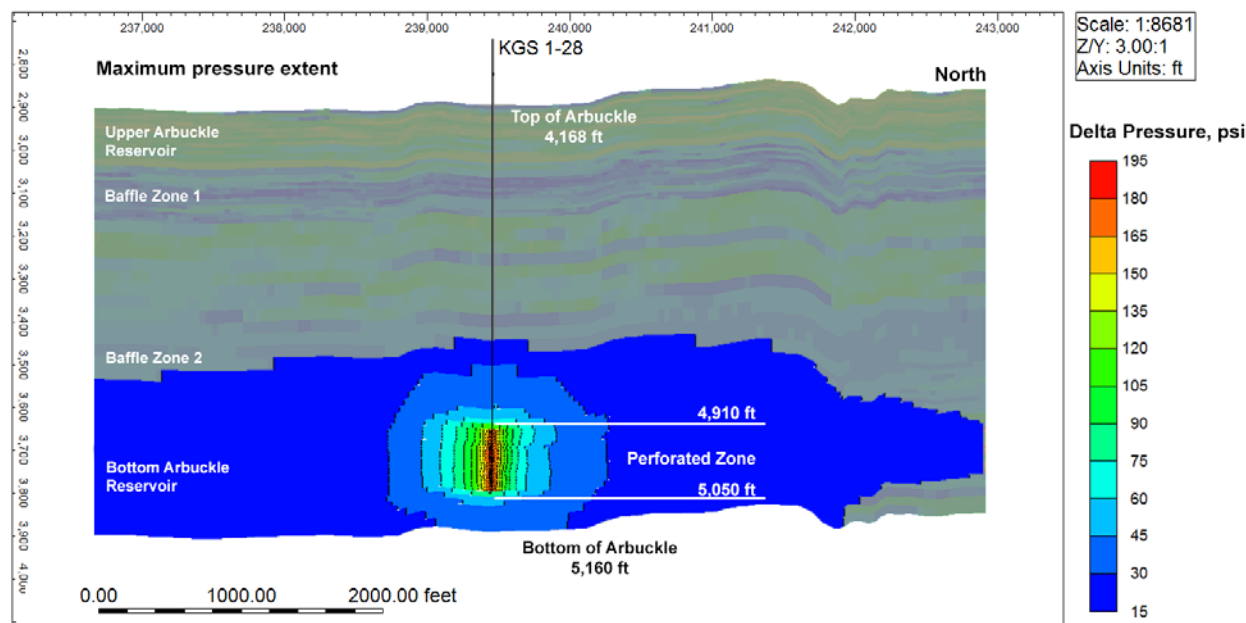 237,000 238,000 239,000 240,000 241,000 242,000 243,000
Scale: 1:8681
Z/Y: 3.00:1
Axis Units: ft
KGS 1-28
Maximum pressure extent
North
Top of Arbuckle
4,168 ft
Upper Arbuckle
Reservoir
Baffle Zone 1
Baffle Zone 2
4,910 ft
Perforated Zone
5,050 ft
Bottom Arbuckle
Reservoir
Bottom of Arbuckle
5,160 ft
2,800
2,900
3,000
3,100
3,200
3,300
3,400
3,500
3,600
3,700
3,800
3,900
0.00 1000.00 2000.00 feet
Delta Pressure, psi
195
180
165
150
135
120
105
90
75
60
45
30
15